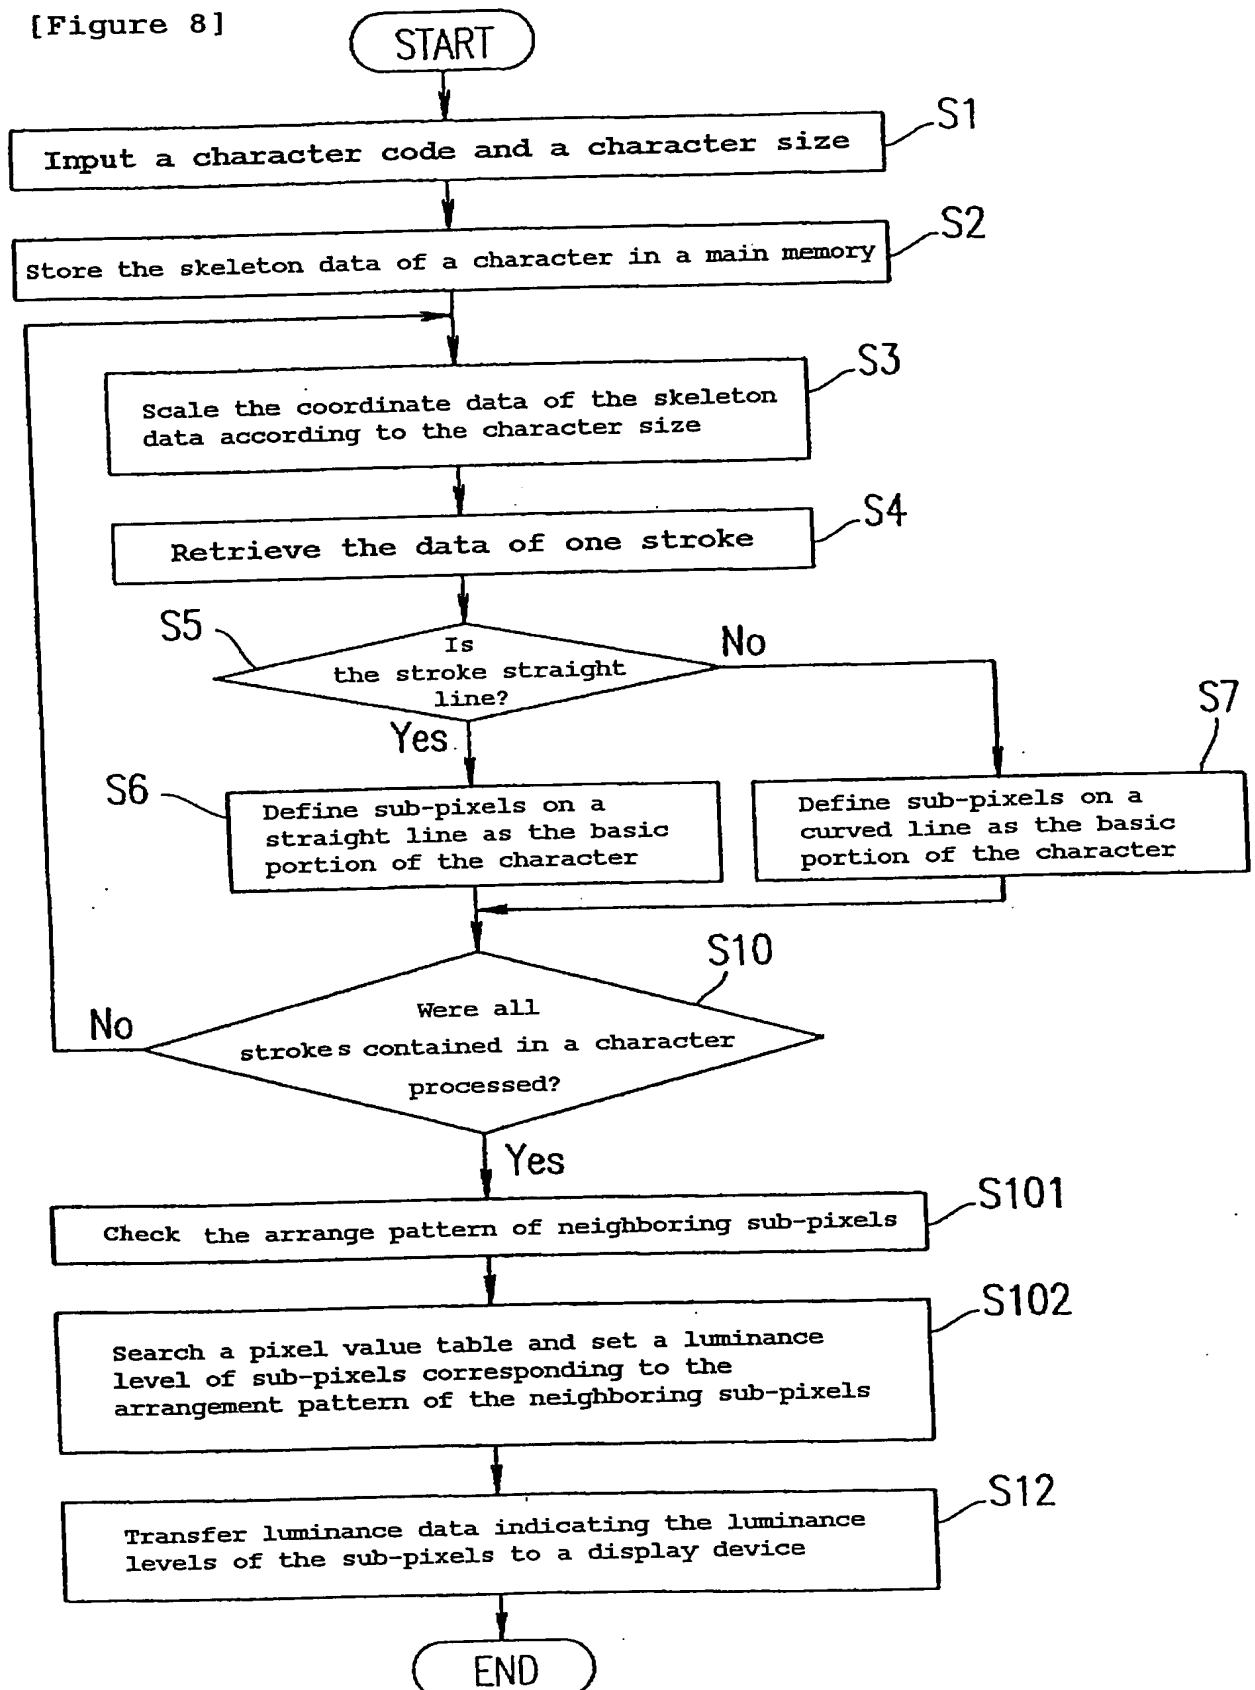 [Figure 8]
START
S1
Input a character code and a character size
S2
Store the skeleton data of a character in a main memory
S3
Scale the coordinate data of the skeleton
data according to the character size
S4
Retrieve the data of one stroke
S5
Is
the stroke straight
line?
No
Yes
S6
Define sub-pixels on a
straight line as the basic
portion of the character
S7
Define sub-pixels on a
curved line as the basic
portion of the character
S10
Were all
strokes contained in a character
processed?
No
Yes
S101
Check the arrange pattern of neighboring sub-pixels
S102
Search a pixel value table and set a luminance
level of sub-pixels corresponding to the
arrangement pattern of the neighboring sub-pixels
S12
Transfer luminance data indicating the luminance
levels of the sub-pixels to a display device
END